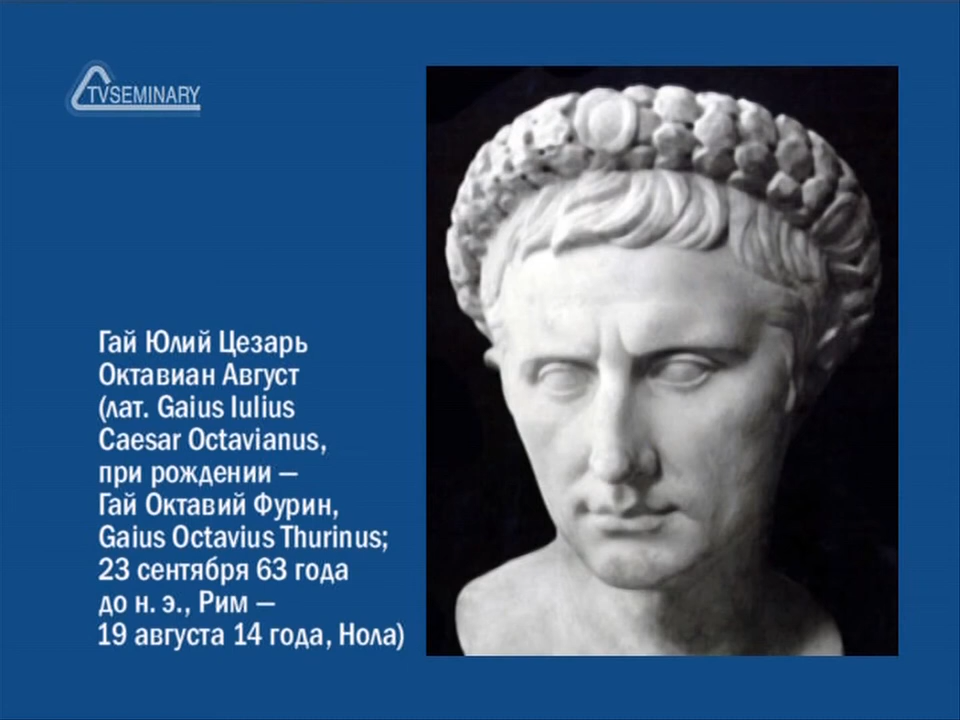 TVSEMINARY
Гай Юлий Цезарь
Октавиан Август
(лат. Gaius Iulius
Caesar Octavianus,
при рождении —
Гай Октавий Фурин,
Gaius Octavius Thurinus;
23 сентября 63 года
до н. э., Рим —
19 августа 14 года, Нола)